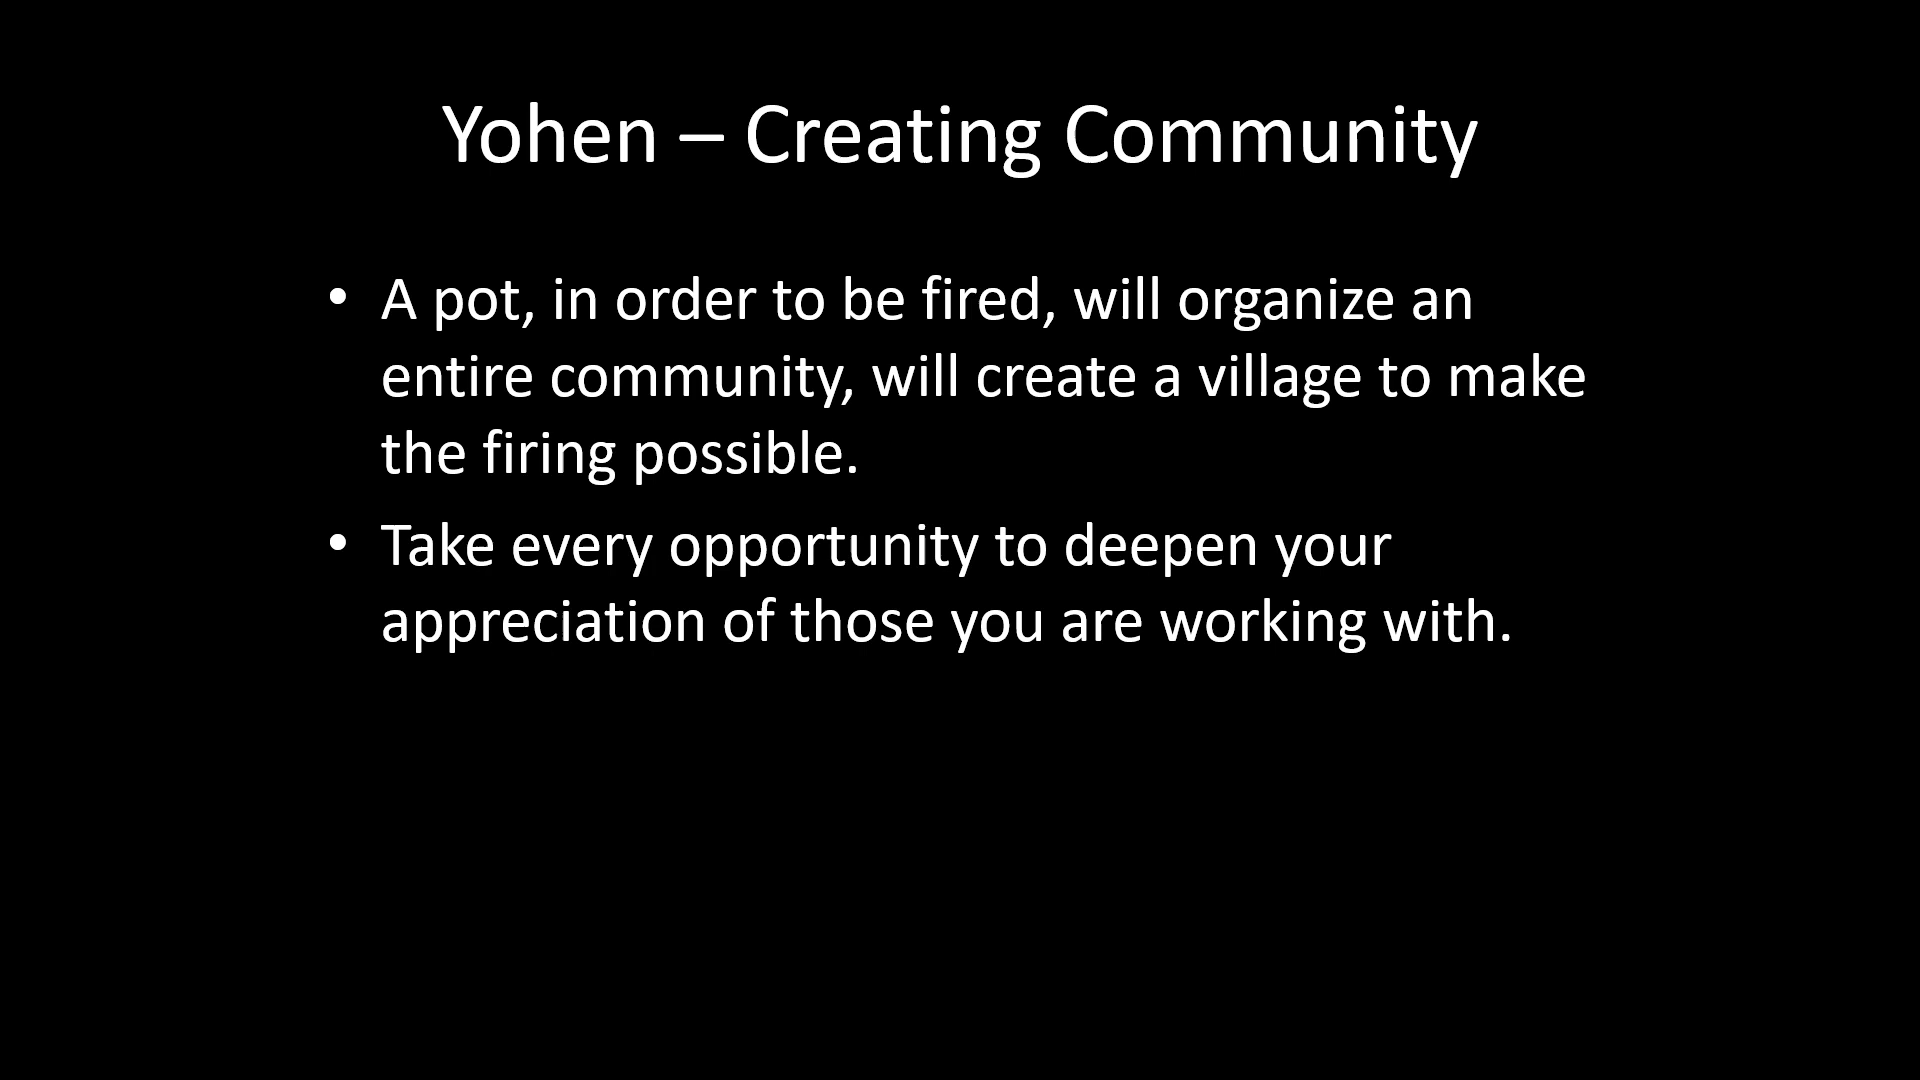 Yohen – Creating Community
• A pot, in order to be fired, will organize an
entire community, will create a village to make
the firing possible.
• Take every opportunity to deepen your
appreciation of those you are working with.